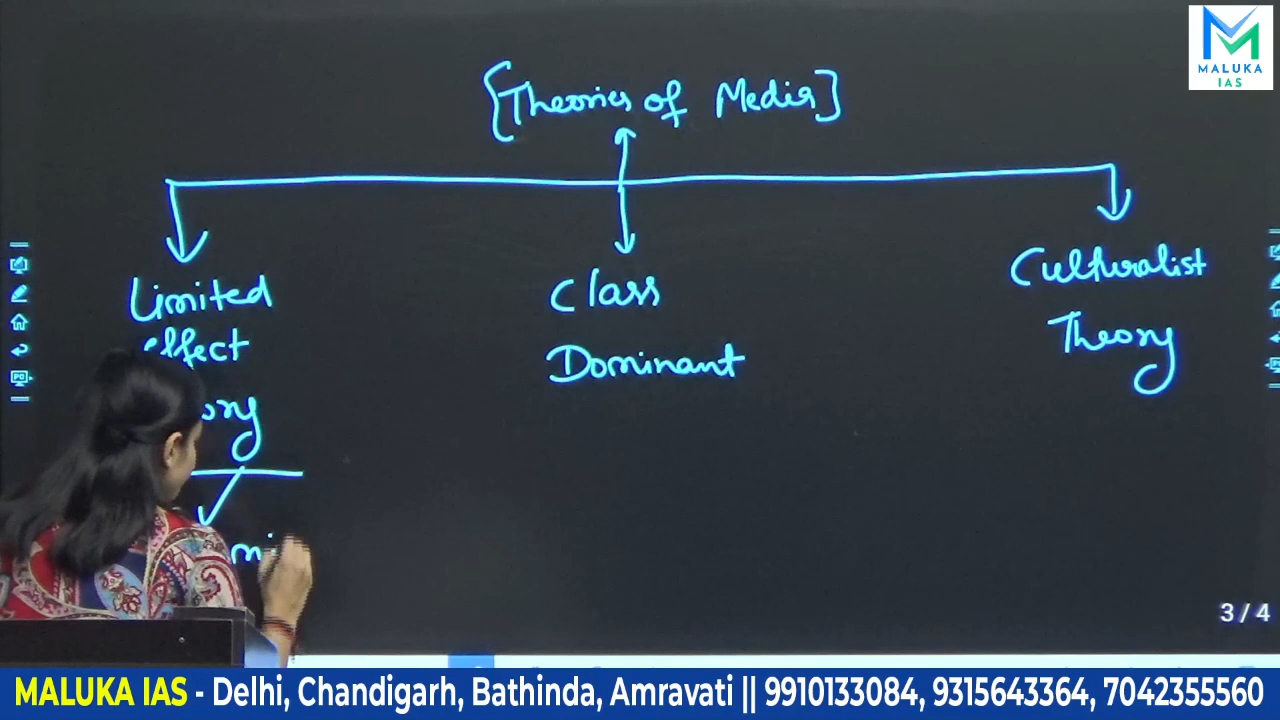 MALUKA
IAS
{Theories of Media]
Limited
effect
Class
Dominant
Culturalist
Theory
3 / 4
MALUKA IAS - Delhi, Chandigarh, Bathinda, Amravati || 9910133084, 9315643364, 7042355560